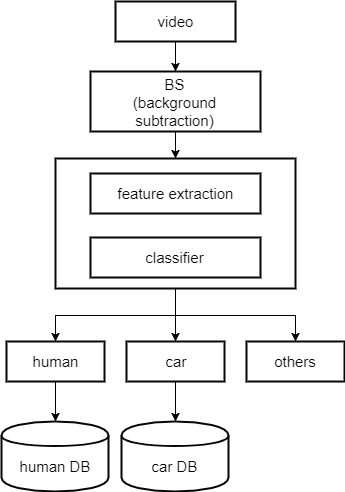 video
BS
(background
subtraction)
feature extraction
classifier
human
car
others
human DB
car DB